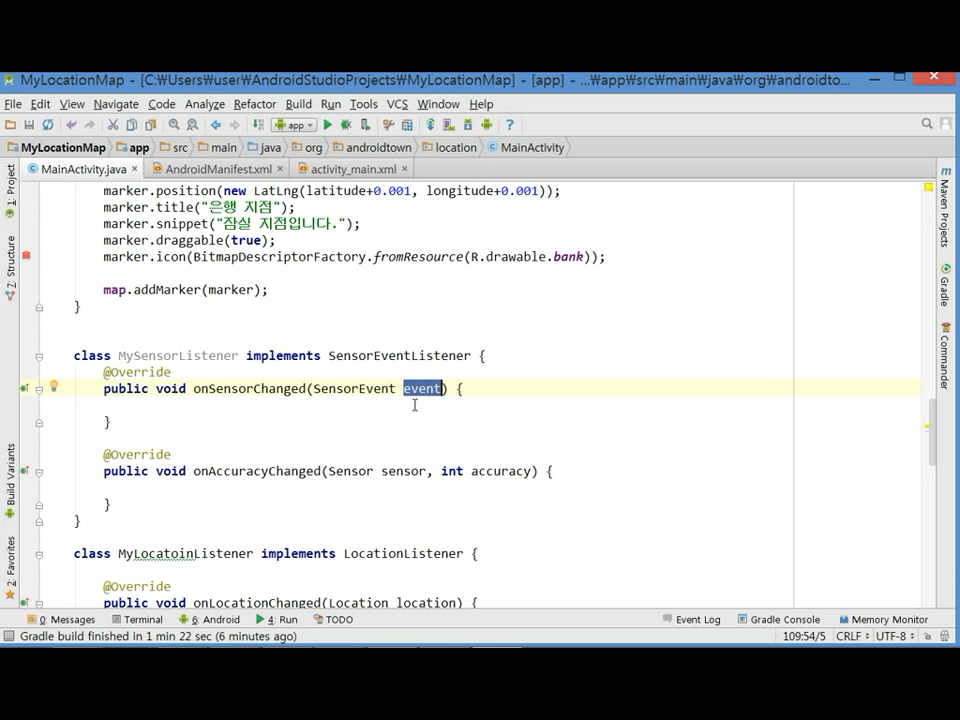 MyLocationMap - [C:₩Users₩user₩AndroidStudioProjects₩MyLocationMap] - [app] - ...₩app₩src₩main₩java₩org₩androidto...
File Edit View Navigate Code Analyze Refactor Build Run Tools VCS Window Help
app
MyLocationMap app src main java org androidtown location MainActivity
MainActivity.java × AndroidManifest.xml × activity_main.xml ×
1: Project
7: Structure
Build Variants
2: Favorites
marker.position(new LatLng(latitude+0.001, longitude+0.001));
marker.title("은행 지점");
marker.snippet("잠실 지점입니다.");
marker.draggable(true);
marker.icon(BitmapDescriptorFactory.fromResource(R.drawable.bank));
map.addMarker(marker);
}
class MySensorListener implements SensorEventListener {
@Override
public void onSensorChanged(SensorEvent event) {
}
@Override
public void onAccuracyChanged(Sensor sensor, int accuracy) {
}
}
class MyLocatoinListener implements LocationListener {
@Override
public void onLocationChanged(Location location) {
m Maven Projects
Gradle
Commander
0: Messages Terminal 6: Android 4: Run TODO Event Log Gradle Console Memory Monitor
Gradle build finished in 1 min 22 sec (6 minutes ago) 109:54/5 CRLF UTF-8